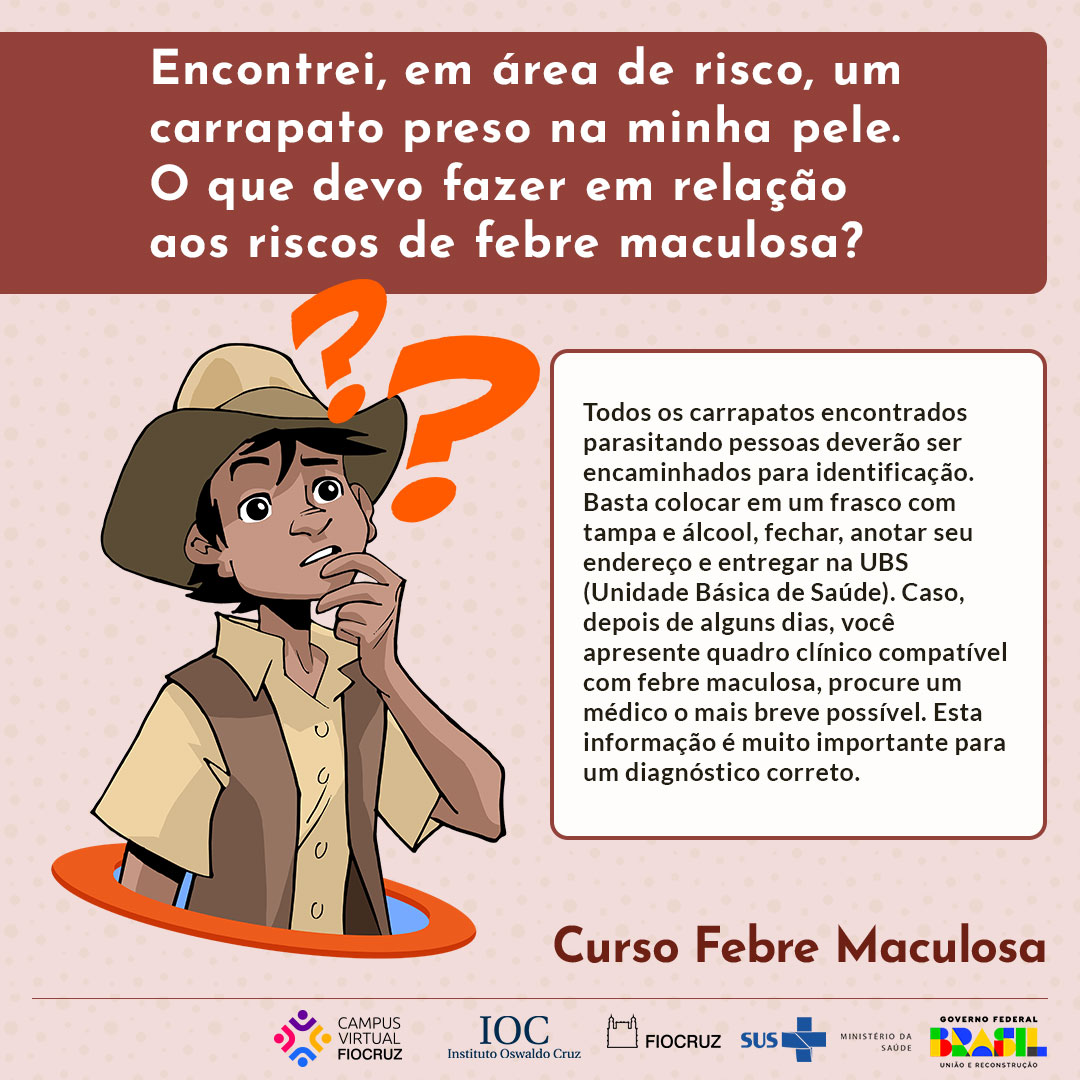 Encontrei, em área de risco, um
carrapato preso na minha pele.
O que devo fazer em relação
aos riscos de febre maculosa?
? ?
Todos os carrapatos encontrados
parasitando pessoas deverão ser
encaminhados para identificação.
Basta colocar em um frasco com
tampa e álcool, fechar, anotar seu
endereço e entregar na UBS
(Unidade Básica de Saúde). Caso,
depois de alguns dias, você
apresente quadro clínico compatível
com febre maculosa, procure um
médico o mais breve possível. Esta
informação é muito importante para
um diagnóstico correto.
Curso Febre Maculosa
CAMPUS
VIRTUAL
FIOCRUZ
IOC
Instituto Oswaldo Cruz
FIOCRUZ
SUS
MINISTÉRIO DA
SAÚDE
GOVERNO FEDERAL
BRASIL
UNIÃO E RECONSTRUÇÃO